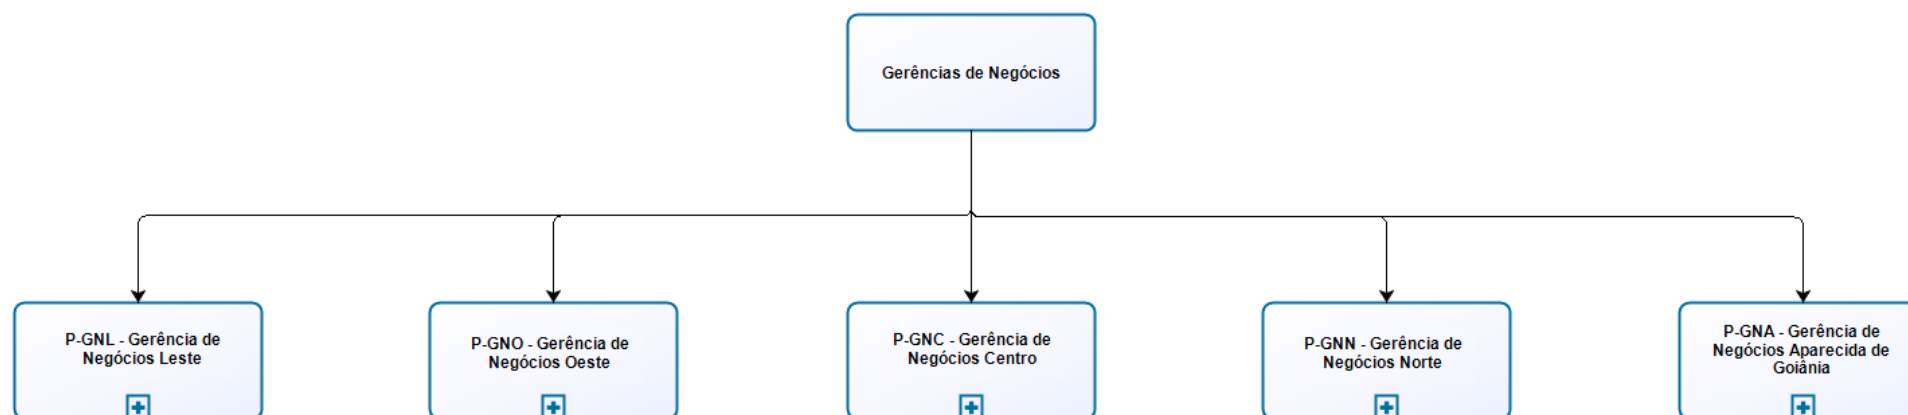 Gerências de Negócios
P-GNL - Gerência de
Negócios Leste
P-GNO - Gerência de
Negócios Oeste
P-GNC - Gerência de
Negócios Centro
P-GNN - Gerência de
Negócios Norte
P-GNA - Gerência de
Negócios Aparecida de
Goiânia